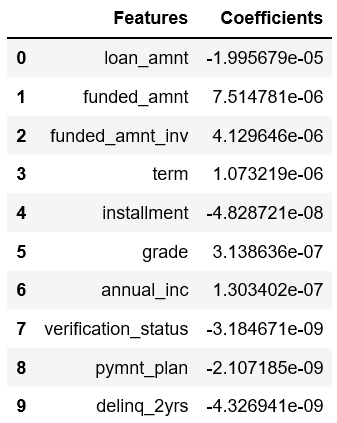 Features Coefficients
0 loan_amnt -1.995679e-05
1 funded_amnt 7.514781e-06
2 funded_amnt_inv 4.129646e-06
3 term 1.073219e-06
4 installment -4.828721e-08
5 grade 3.138636e-07
6 annual_inc 1.303402e-07
7 verification_status -3.184671e-09
8 pymnt_plan -2.107185e-09
9 delinq_2yrs -4.326941e-09